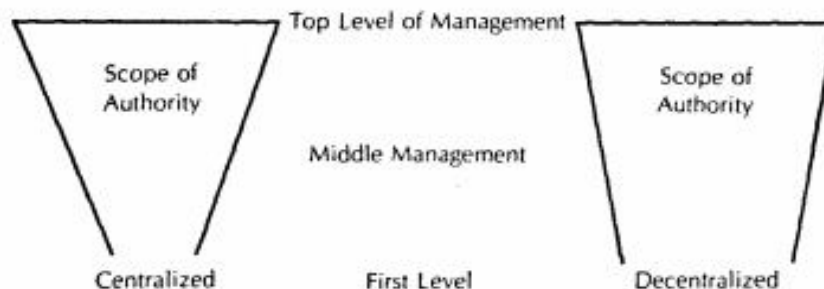 Top Level of Management
Scope of
Authority
Scope of
Authority
Middle Management
Centralized
First Level
Decentralized